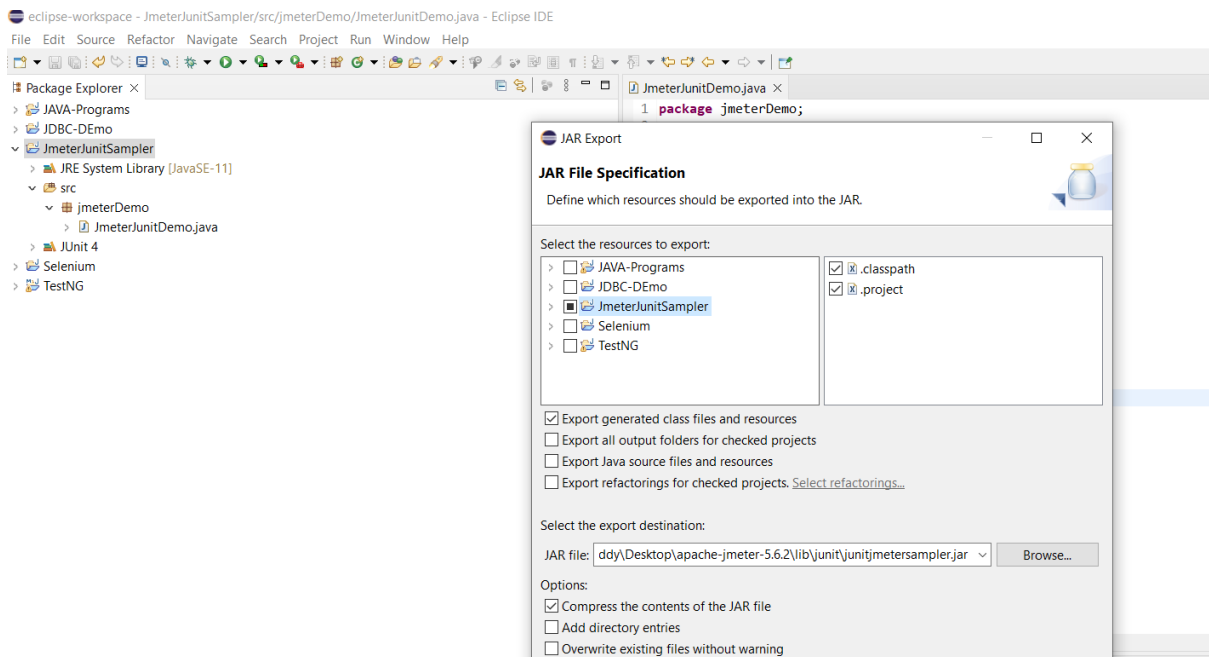 eclipse-workspace - JmeterJunitSampler/src/jmeterDemo/JmeterJunitDemo.java - Eclipse IDE
File Edit Source Refactor Navigate Search Project Run Window Help
Package Explorer
JAVA-Programs
JDBC-DEmo
JmeterJunitSampler
JRE System Library [JavaSE-11]
src
jmeterDemo
JmeterJunitDemo.java
JUnit 4
Selenium
TestNG
JmeterJunitDemo.java
1 package jmeterDemo;
JAR Export
JAR File Specification
Define which resources should be exported into the JAR.
Select the resources to export:
JAVA-Programs
JDBC-DEmo
JmeterJunitSampler
Selenium
TestNG
.classpath
.project
Export generated class files and resources
Export all output folders for checked projects
Export Java source files and resources
Export refactorings for checked projects. Select refactorings...
Select the export destination:
JAR file: ddy\Desktop\apache-jmeter-5.6.2\lib\junit\junitjmetersampler.jar Browse...
Options:
Compress the contents of the JAR file
Add directory entries
Overwrite existing files without warning